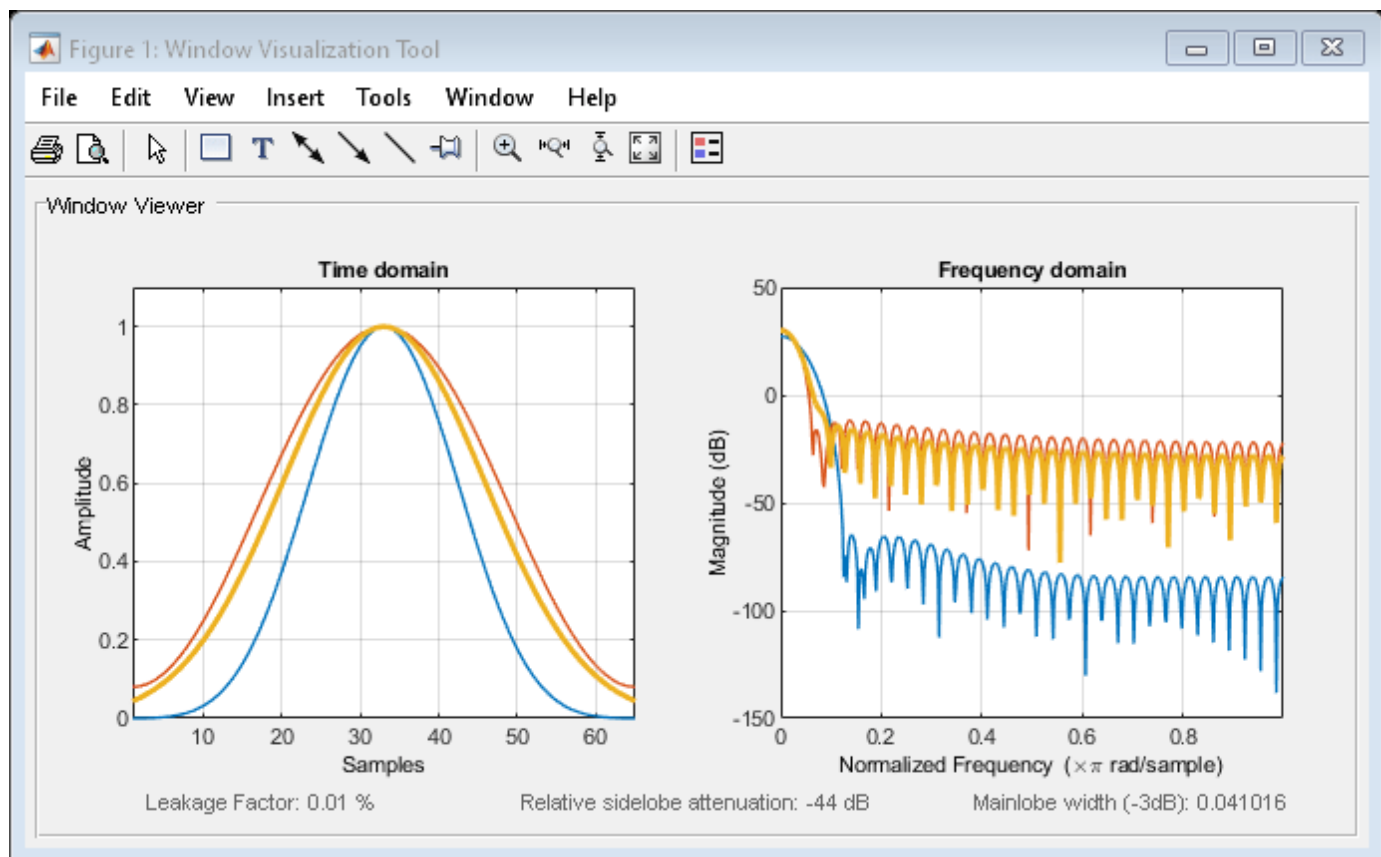 Figure 1: Window Visualization Tool
File Edit View Insert Tools Window Help
T
Window Viewer
Time domain
1
0.8
0.6
0.4
0.2
0
10 20 30 40 50 60
Amplitude
Samples
Frequency domain
50
0
-50
-100
-150
0 0.2 0.4 0.6 0.8
Magnitude (dB)
Normalized Frequency (×π rad/sample)
Leakage Factor: 0.01 % Relative sidelobe attenuation: -44 dB Mainlobe width (-3dB): 0.041016